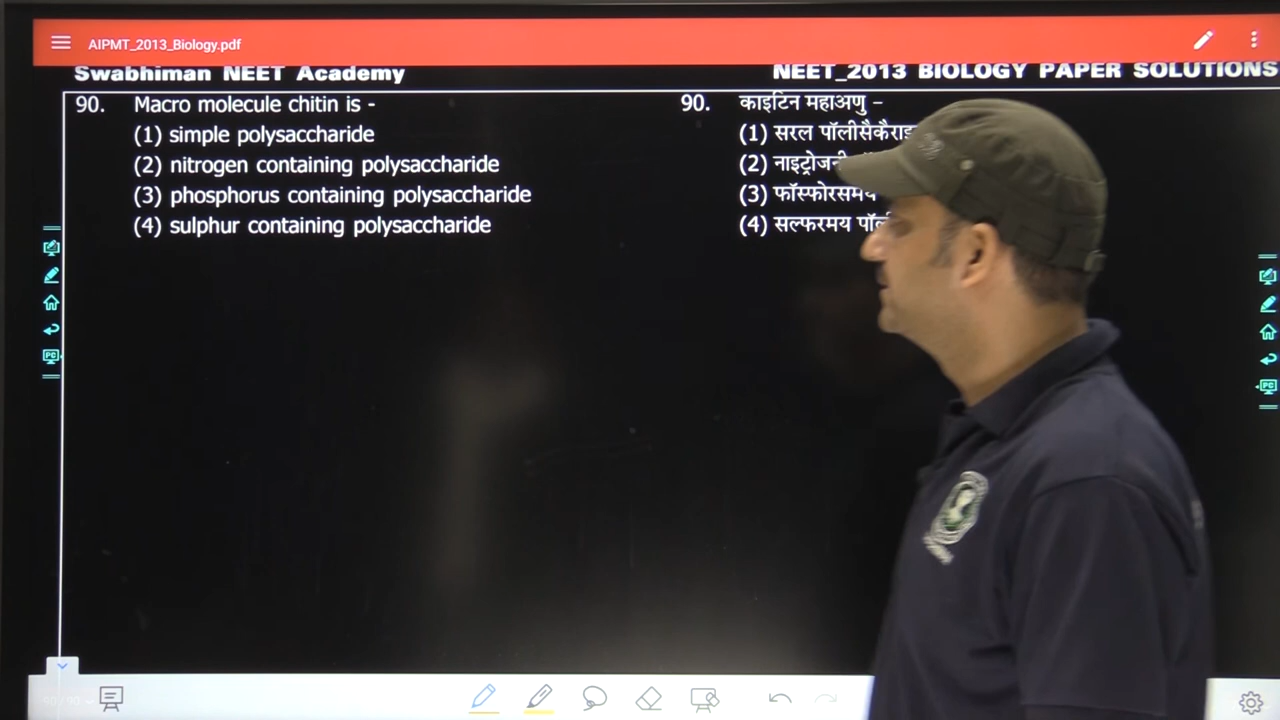 AIPMT_2013_Biology.pdf
Swabhiman NEET Academy
NEET_2013 BIOLOGY PAPER SOLUTIONS
90. Macro molecule chitin is -
(1) simple polysaccharide
(2) nitrogen containing polysaccharide
(3) phosphorus containing polysaccharide
(4) sulphur containing polysaccharide
90. काइटिन महाअणु –
(1) सरल
(2)
(3) फॉस्फोरसमय
(4) सल्फरमय
PC
PC